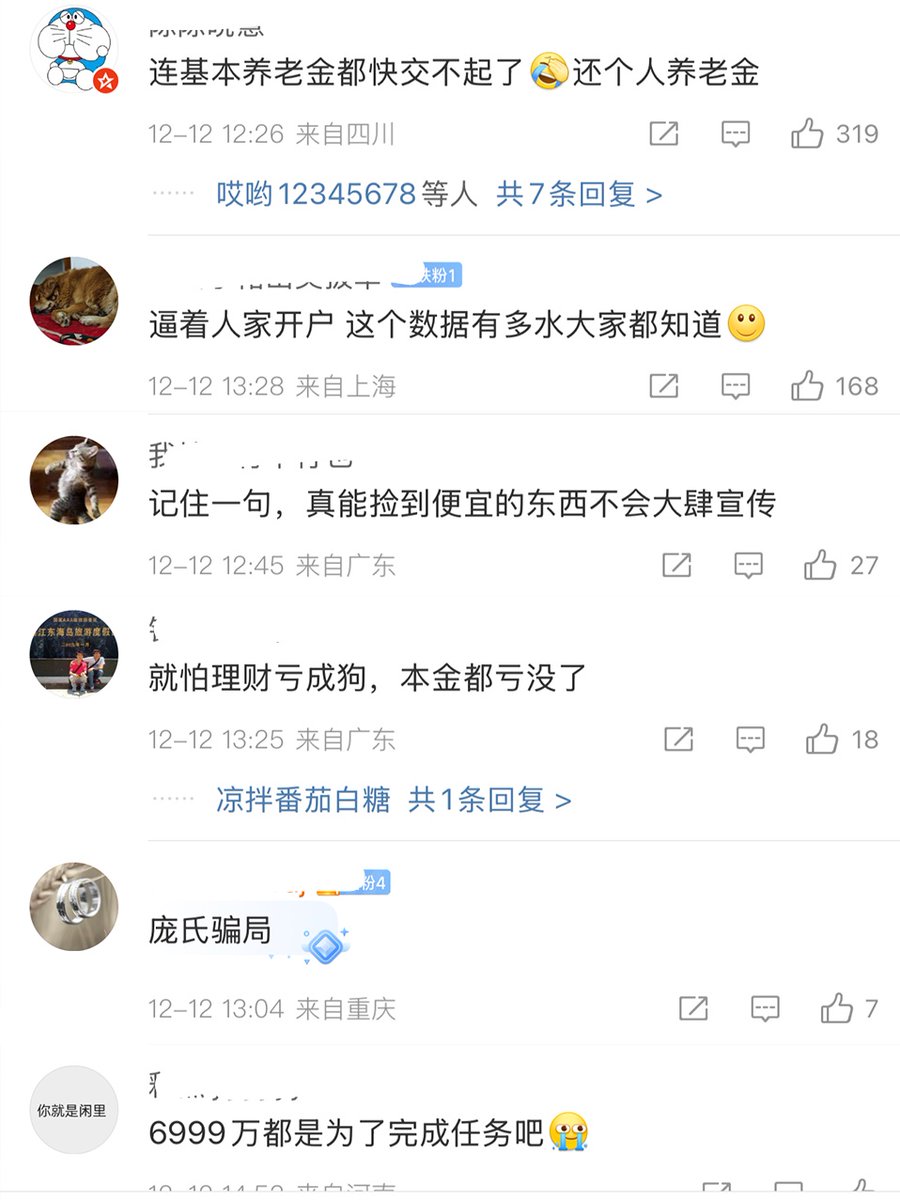 连基本养老金都快交不起了🤣还个人养老金
12-12 12:26 来自四川
319
…… 哎哟12345678等人 共7条回复 >
铁粉1
逼着人家开户 这个数据有多水大家都知道🙂
12-12 13:28 来自上海
168
我
记住一句，真能捡到便宜的东西不会大肆宣传
12-12 12:45 来自广东
27
就怕理财亏成狗，本金都亏没了
12-12 13:25 来自广东
18
…… 凉拌番茄白糖 共1条回复 >
粉4
庞氏骗局
12-12 13:04 来自重庆
7
你就是闲里
6999万都是为了完成任务吧😭